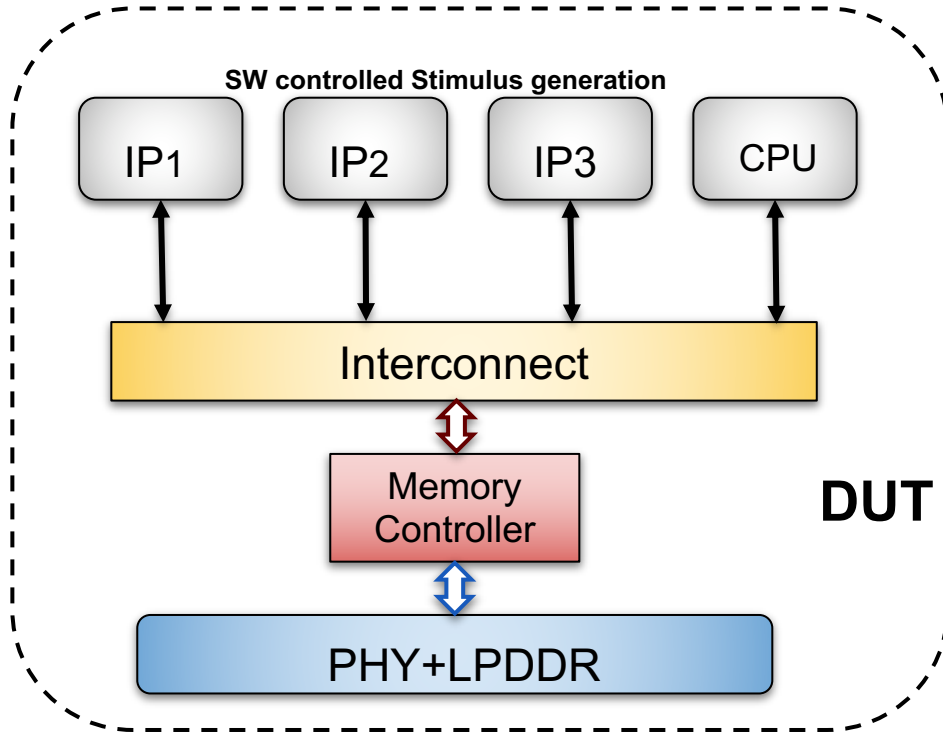 SW controlled Stimulus generation
IP1
IP2
IP3
CPU
Interconnect
Memory
Controller
DUT
PHY+LPDDR